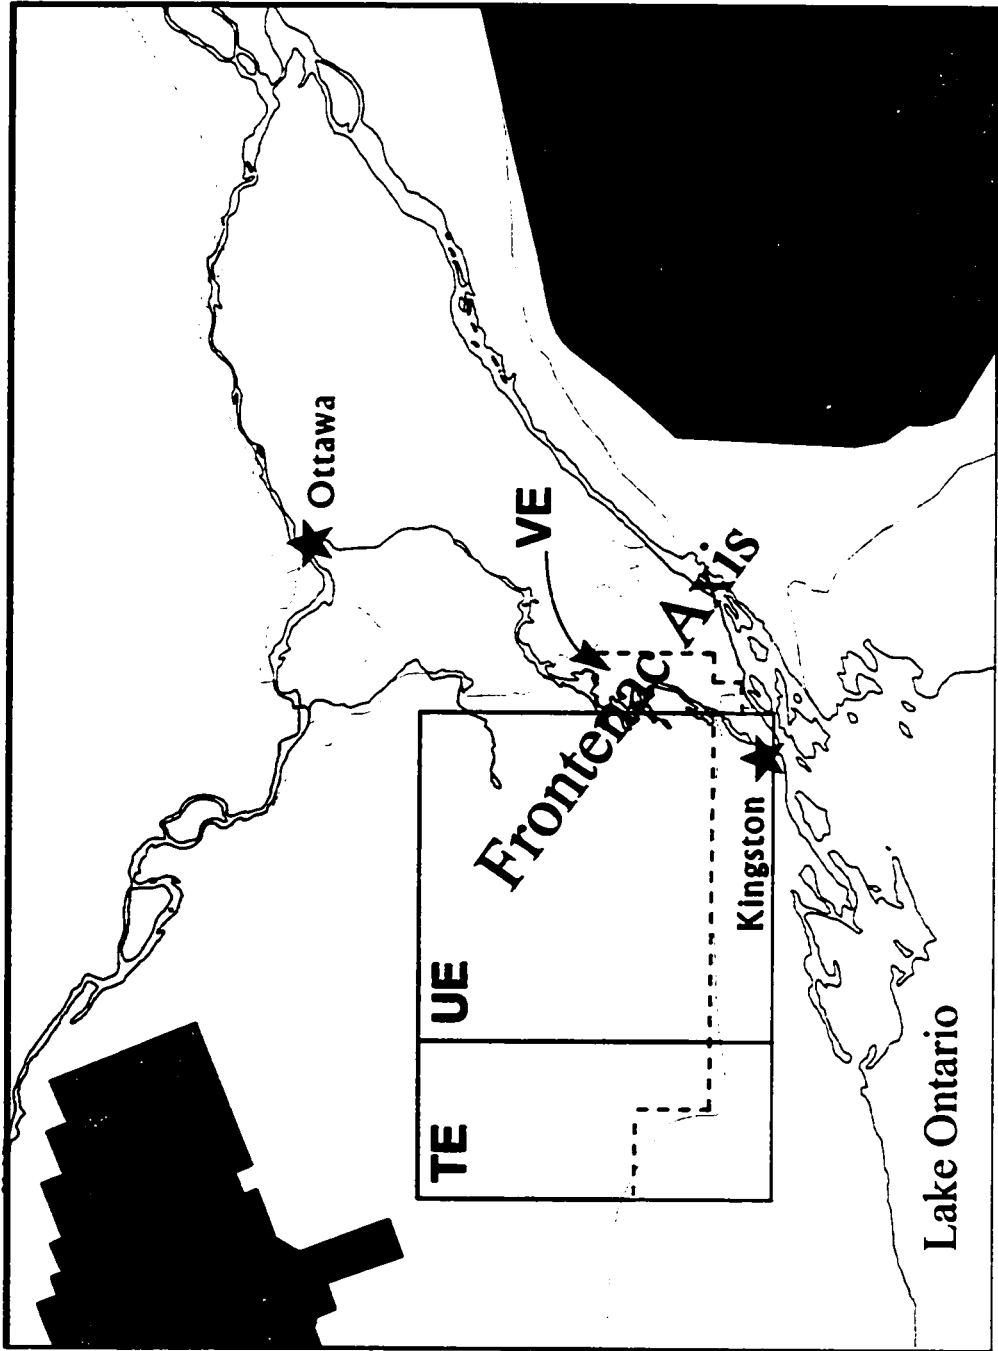 Ottawa
VE
Frontenac Axis
UE
TE
Kingston
Lake Ontario